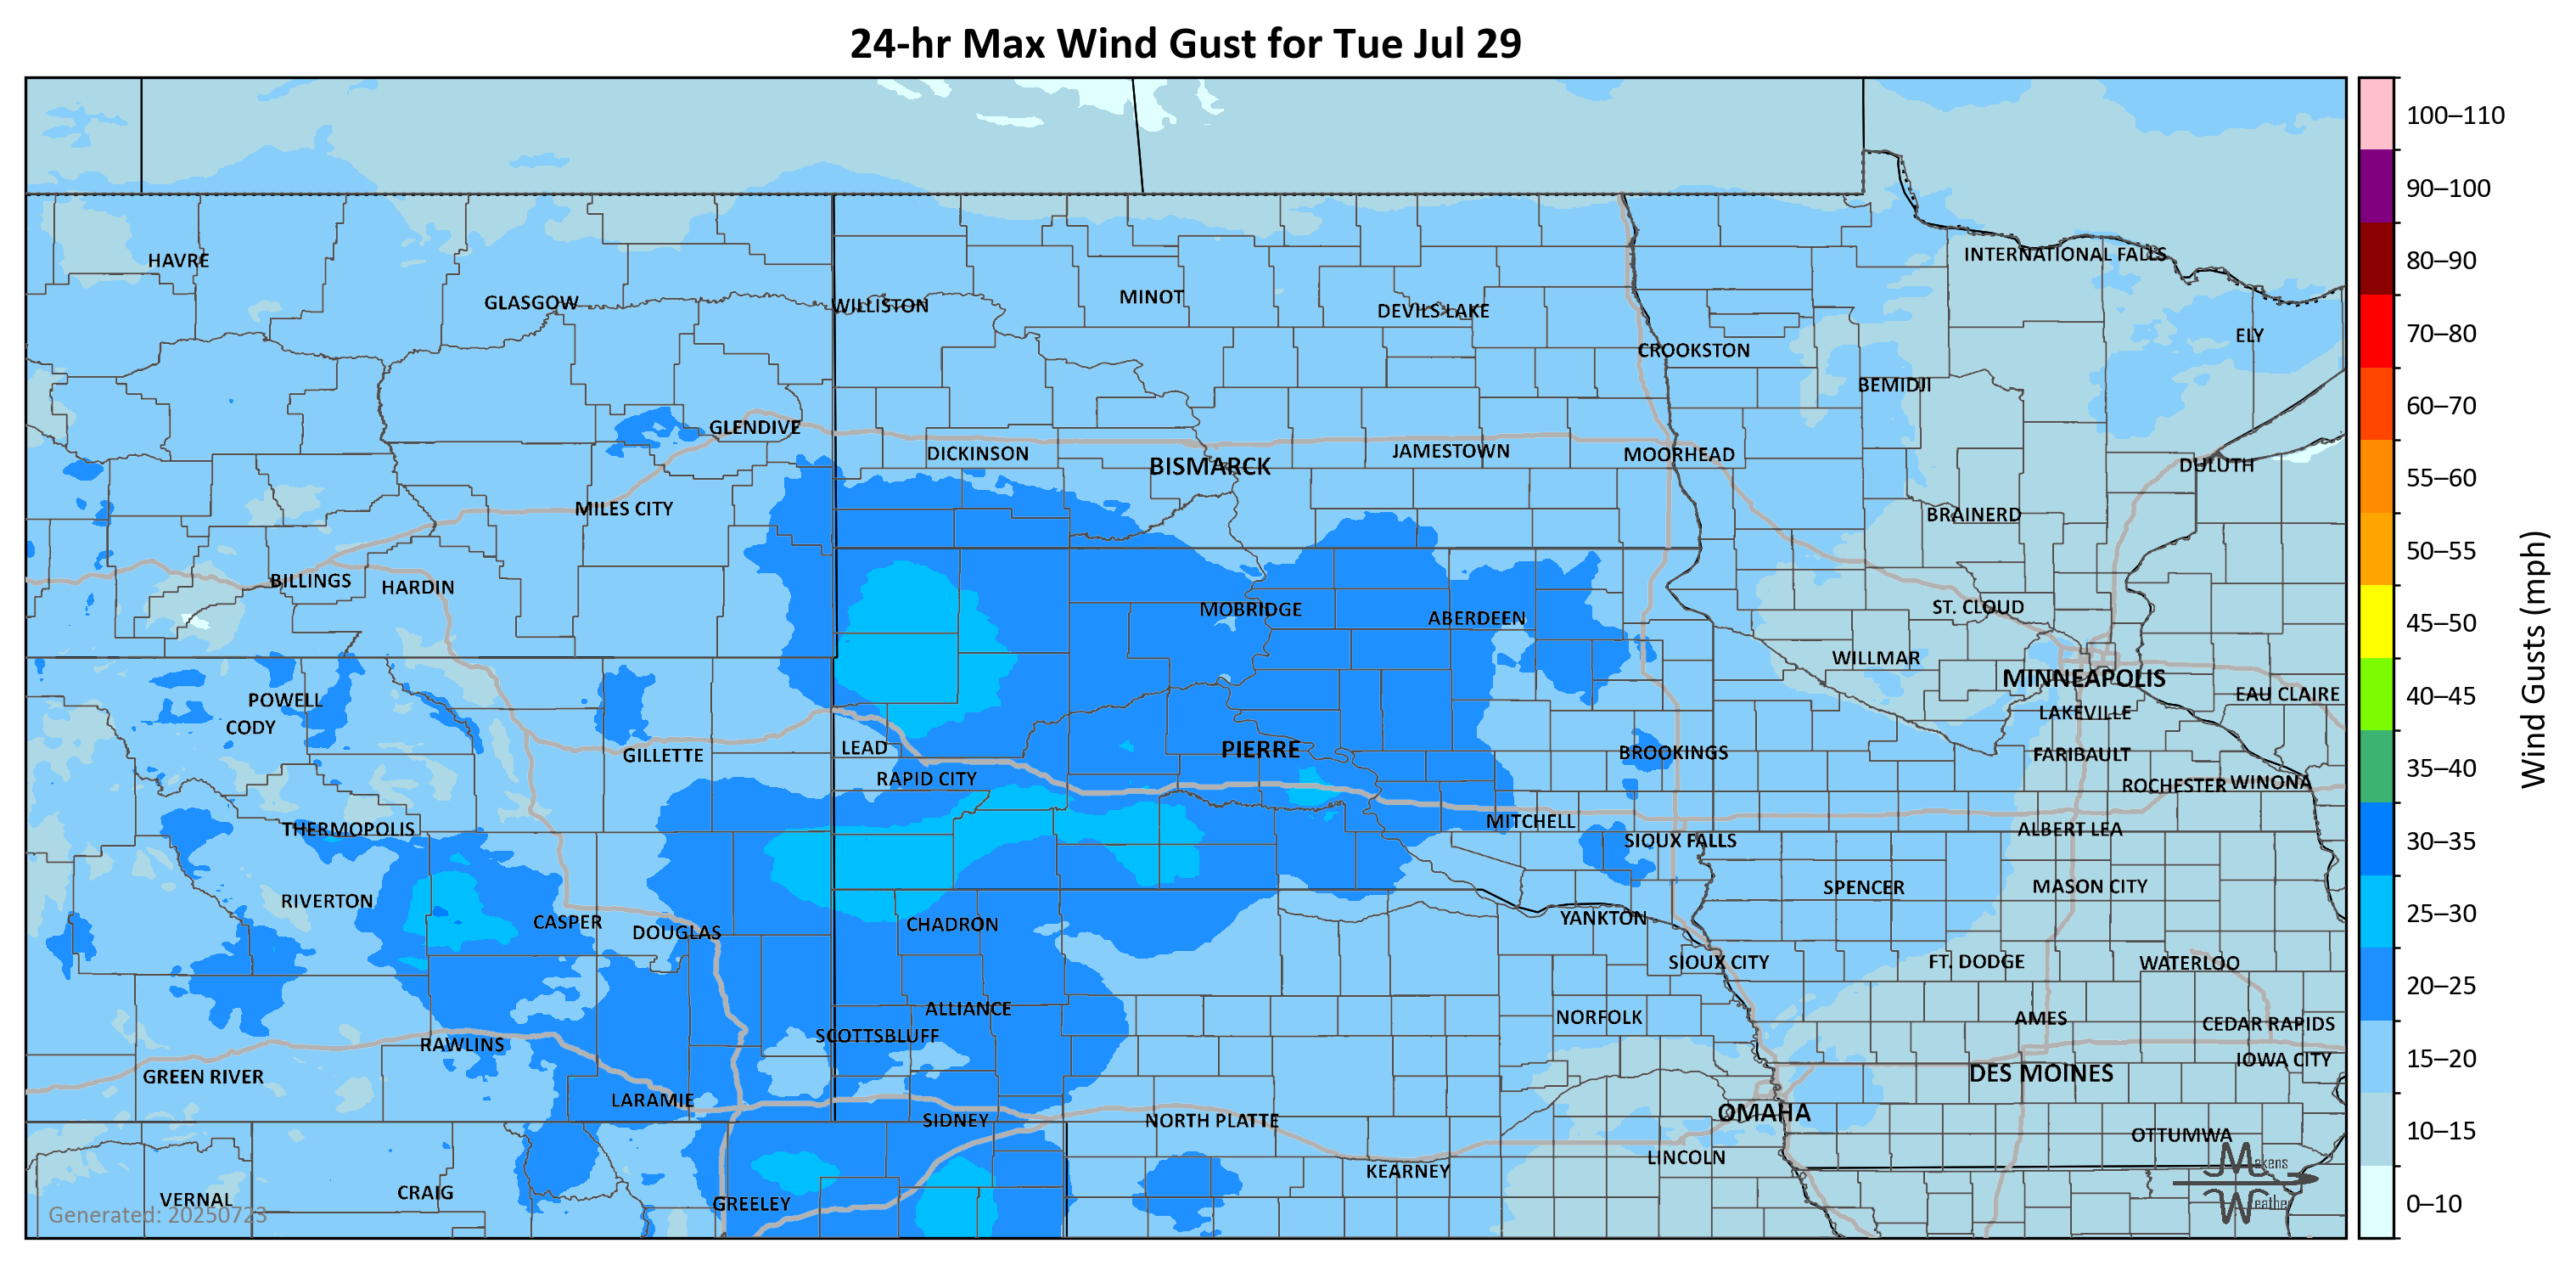 24-hr Max Wind Gust for Tue Jul 29
100–110
90–100
80–90
70–80
60–70
55–60
50–55
45–50
40–45
35–40
30–35
25–30
20–25
15–20
10–15
0–10
Wind Gusts (mph)
HAVRE
GLASGOW
WILLISTON
MINOT
DEVILS LAKE
INTERNATIONAL FALLS
ELY
CROOKSTON
BEMIDJI
GLENDIVE
DICKINSON
BISMARCK
JAMESTOWN
MOORHEAD
DULUTH
MILES CITY
BRAINERD
BILLINGS
HARDIN
MOBRIDGE
ABERDEEN
ST. CLOUD
WILLMAR
MINNEAPOLIS
EAU CLAIRE
POWELL
CODY
LAKEVILLE
GILLETTE
LEAD
PIERRE
BROOKINGS
FARIBAULT
RAPID CITY
ROCHESTER
WINONA
THERMOPOLIS
MITCHELL
SIOUX FALLS
ALBERT LEA
RIVERTON
SPENCER
MASON CITY
CASPER
DOUGLAS
CHADRON
YANKTON
SIOUX CITY
FT. DODGE
WATERLOO
ALLIANCE
NORFOLK
AMES
CEDAR RAPIDS
SCOTTSBLUFF
RAWLINS
IOWA CITY
GREEN RIVER
DES MOINES
LARAMIE
SIDNEY
NORTH PLATTE
OMAHA
OTTUMWA
KEARNEY
LINCOLN
VERNAL
CRAIG
GREELEY
Generated: 20250723
Makens
Weather